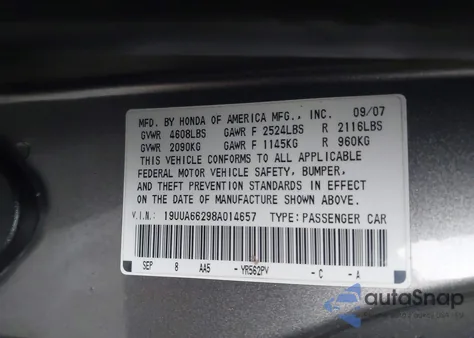 MFD. BY HONDA OF AMERICA MFG., INC. 09/07
GVWR 4608LBS GAWR F 2524LBS R 2116LBS
GVWR 2090KG GAWR F 1145KG R 960KG
THIS VEHICLE CONFORMS TO ALL APPLICABLE
FEDERAL MOTOR VEHICLE SAFETY, BUMPER,
AND THEFT PREVENTION STANDARDS IN EFFECT
ON THE DATE OF MANUFACTURE SHOWN ABOVE.
V.I.N: 19UUA66298A014657 TYPE: PASSENGER CAR
SEP 8 AA5 - YR562PV - C - A
autoSnap